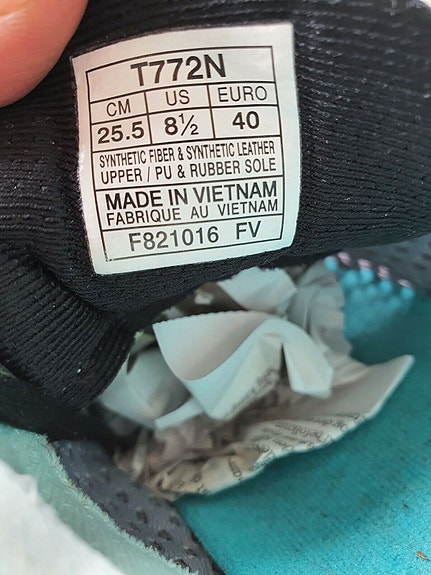 T772N
CM US EURO
25.5 8½ 40
SYNTHETIC FIBER & SYNTHETIC LEATHER
UPPER / PU & RUBBER SOLE
MADE IN VIETNAM
FABRIQUE AU VIETNAM
F821016 FV